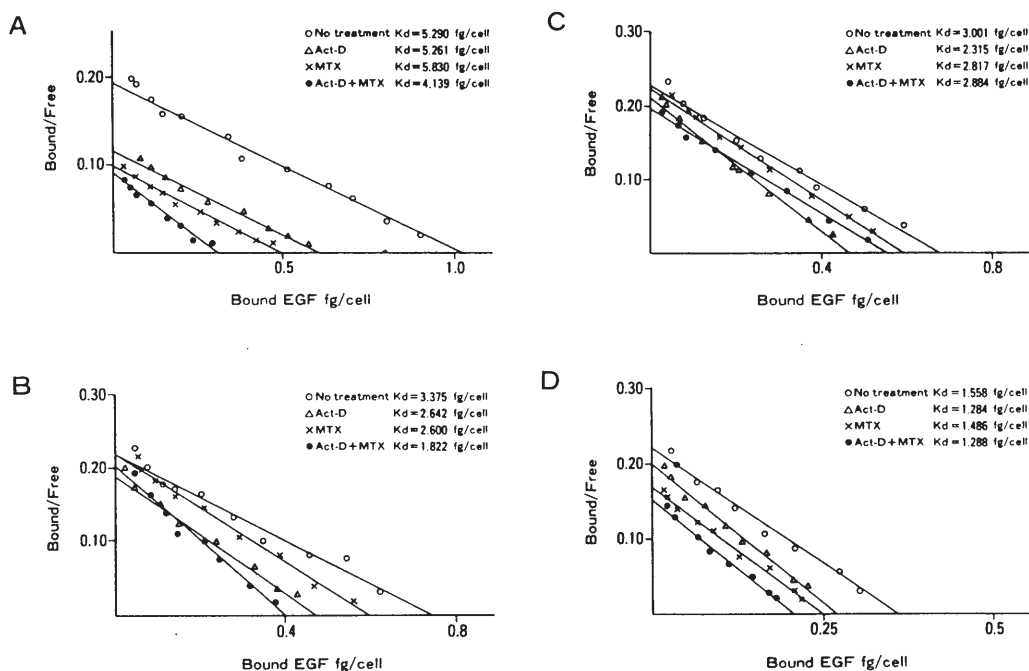 A
○ No treatment Kd=5.290 fg/cell
△ Act-D Kd=5.261 fg/cell
× MTX Kd=5.830 fg/cell
● Act-D+MTX Kd=4.139 fg/cell
0.20
0.10
Bound/Free
0.5
1.0
Bound EGF fg/cell
C
○ No treatment Kd=3.001 fg/cell
△ Act-D Kd=2.315 fg/cell
× MTX Kd=2.817 fg/cell
● Act-D+MTX Kd=2.884 fg/cell
0.30
0.20
0.10
Bound/Free
0.4
0.8
Bound EGF fg/cell
B
○ No treatment Kd=3.375 fg/cell
△ Act-D Kd=2.642 fg/cell
× MTX Kd=2.600 fg/cell
● Act-D+MTX Kd=1.822 fg/cell
0.30
0.20
0.10
Bound/Free
0.4
0.8
Bound EGF fg/cell
D
○ No treatment Kd=1.558 fg/cell
△ Act-D Kd=1.284 fg/cell
× MTX Kd=1.486 fg/cell
● Act-D+MTX Kd=1.288 fg/cell
0.30
0.20
0.10
Bound/Free
0.25
0.5
Bound EGF fg/cell